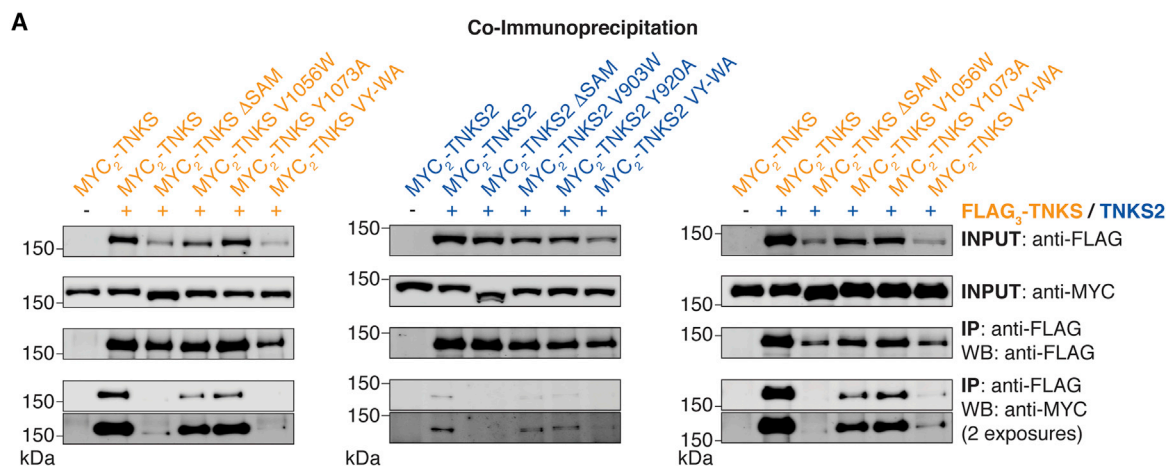 A
Co-Immunoprecipitation
MYC₂-TNKS
MYC₂-TNKS
MYC₂-TNKS ΔSAM
MYC₂-TNKS V1056W
MYC₂-TNKS Y1073A
MYC₂-TNKS VY-WA
MYC₂-TNKS2
MYC₂-TNKS2
MYC₂-TNKS2 ΔSAM
MYC₂-TNKS2 V903W
MYC₂-TNKS2 Y920A
MYC₂-TNKS2 VY-WA
MYC₂-TNKS
MYC₂-TNKS
MYC₂-TNKS ΔSAM
MYC₂-TNKS V1056W
MYC₂-TNKS Y1073A
MYC₂-TNKS VY-WA
- + + + + + - + + + + + - + + + + + FLAG₃-TNKS / TNKS2
150 150 150 INPUT: anti-FLAG
150 150 150 INPUT: anti-MYC
150 150 150 IP: anti-FLAG
WB: anti-FLAG
150 150 150 IP: anti-FLAG
WB: anti-MYC
150 150 150 (2 exposures)
kDa kDa kDa